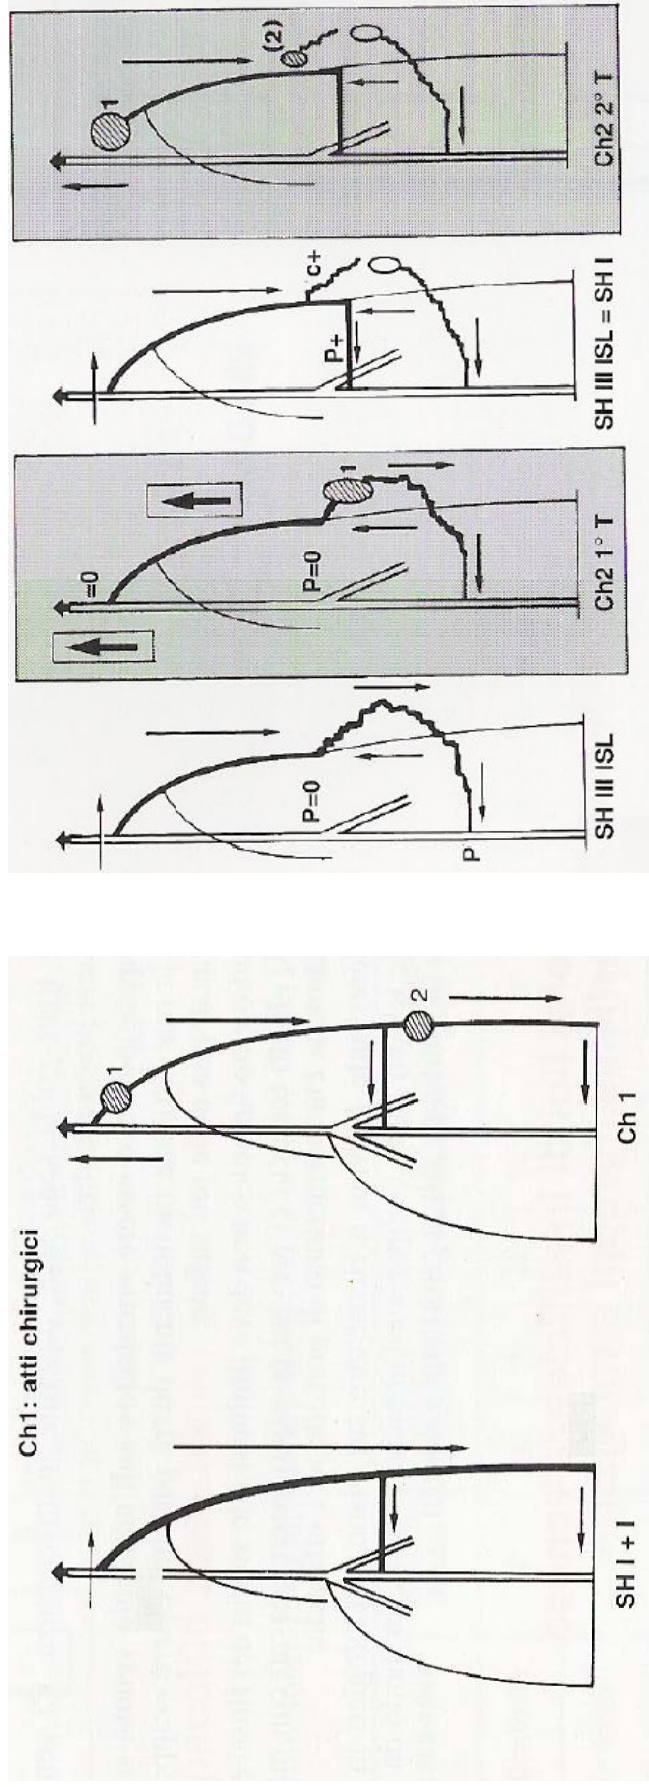 Ch1: atti chirurgici
1
2
SH I + I
Ch 1
P=0
P
SH III ISL
=0
P=0
1
Ch2 1° T
P+
c+
SH III ISL = SH I
1
(2)
Ch2 2° T